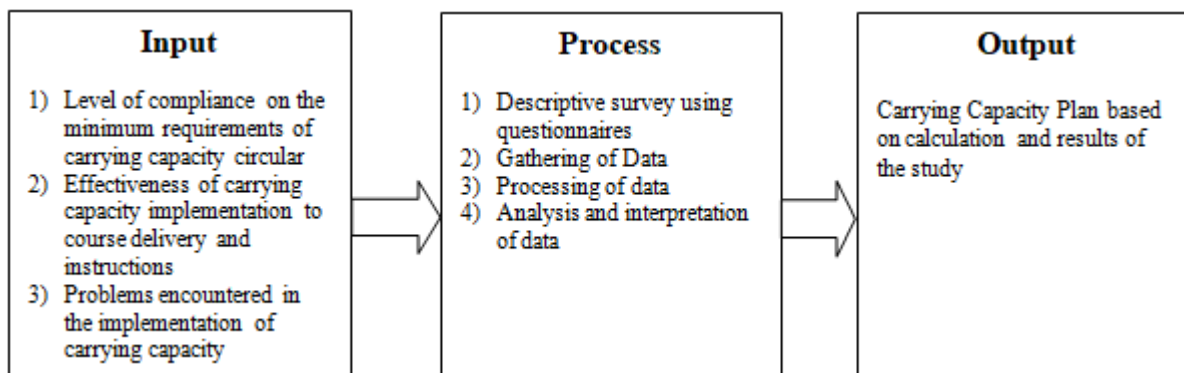 Input
1) Level of compliance on the
minimum requirements of
carrying capacity circular
2) Effectiveness of carrying
capacity implementation to
course delivery and
instructions
3) Problems encountered in
the implementation of
carrying capacity
Process
1) Descriptive survey using
questionnaires
2) Gathering of Data
3) Processing of data
4) Analysis and interpretation
of data
Output
Carrying Capacity Plan based
on calculation and results of
the study